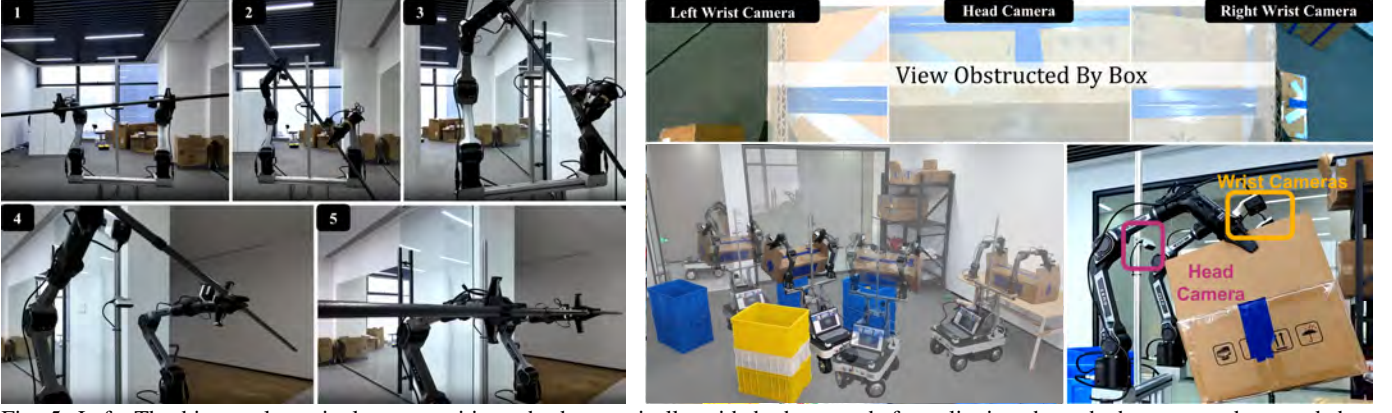 1
2
3
4
5
Left Wrist Camera
Head Camera
Right Wrist Camera
View Obstructed By Box
Wrist Cameras
Head
Camera